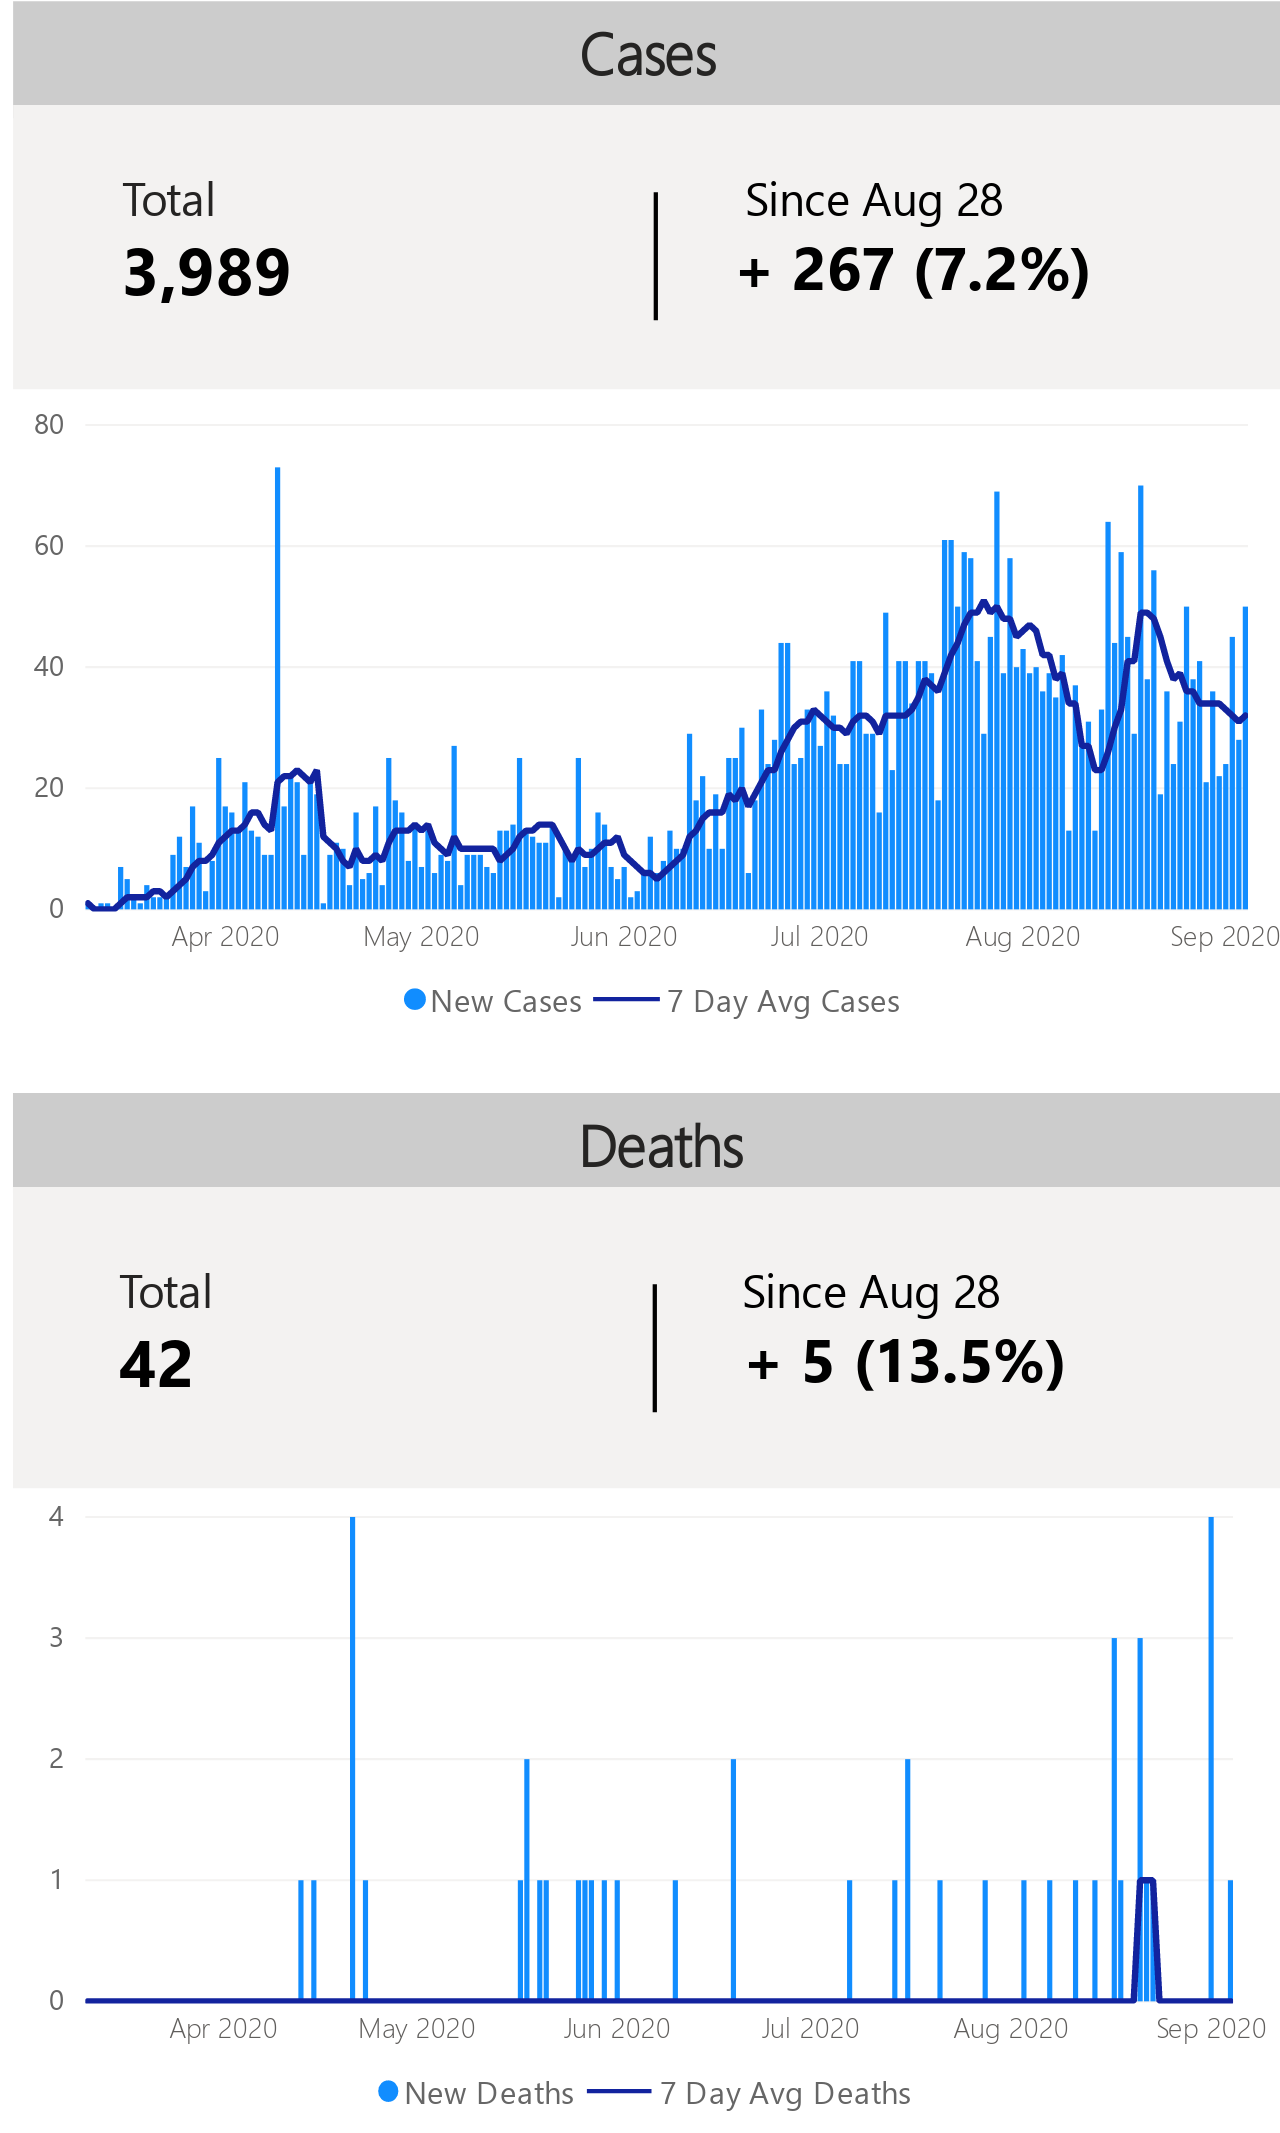 Cases
Total
Since Aug 28
3,989
+ 267 (7.2%)
80
60
40
20
0
Apr 2020
May 2020
Jun 2020
Jul 2020
Aug 2020
Sep 2020
New Cases
7 Day Avg Cases
Deaths
Total
Since Aug 28
42
+ 5 (13.5%)
4
3
2
1
0
Apr 2020
May 2020
Jun 2020
Jul 2020
Aug 2020
Sep 2020
New Deaths
7 Day Avg Deaths